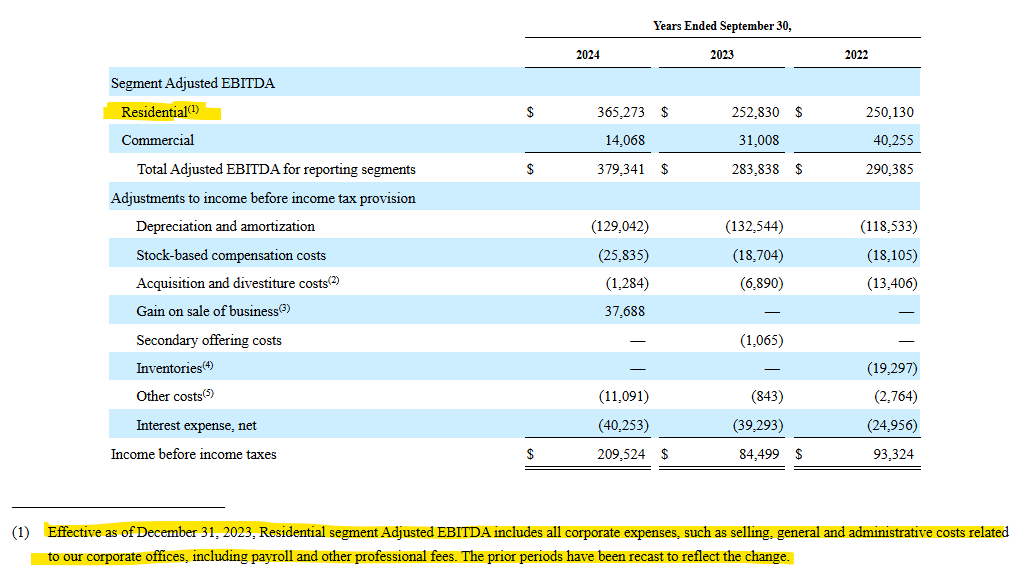 Years Ended September 30,
2024 2023 2022
Segment Adjusted EBITDA
Residential(1) $ 365,273 $ 252,830 $ 250,130
Commercial 14,068 31,008 40,255
Total Adjusted EBITDA for reporting segments $ 379,341 $ 283,838 $ 290,385
Adjustments to income before income tax provision
Depreciation and amortization (129,042) (132,544) (118,533)
Stock-based compensation costs (25,835) (18,704) (18,105)
Acquisition and divestiture costs(2) (1,284) (6,890) (13,406)
Gain on sale of business(3) 37,688 — —
Secondary offering costs — (1,065) —
Inventories(4) — — (19,297)
Other costs(5) (11,091) (843) (2,764)
Interest expense, net (40,253) (39,293) (24,956)
Income before income taxes $ 209,524 $ 84,499 $ 93,324
(1) Effective as of December 31, 2023, Residential segment Adjusted EBITDA includes all corporate expenses, such as selling, general and administrative costs related
to our corporate offices, including payroll and other professional fees. The prior periods have been recast to reflect the change.